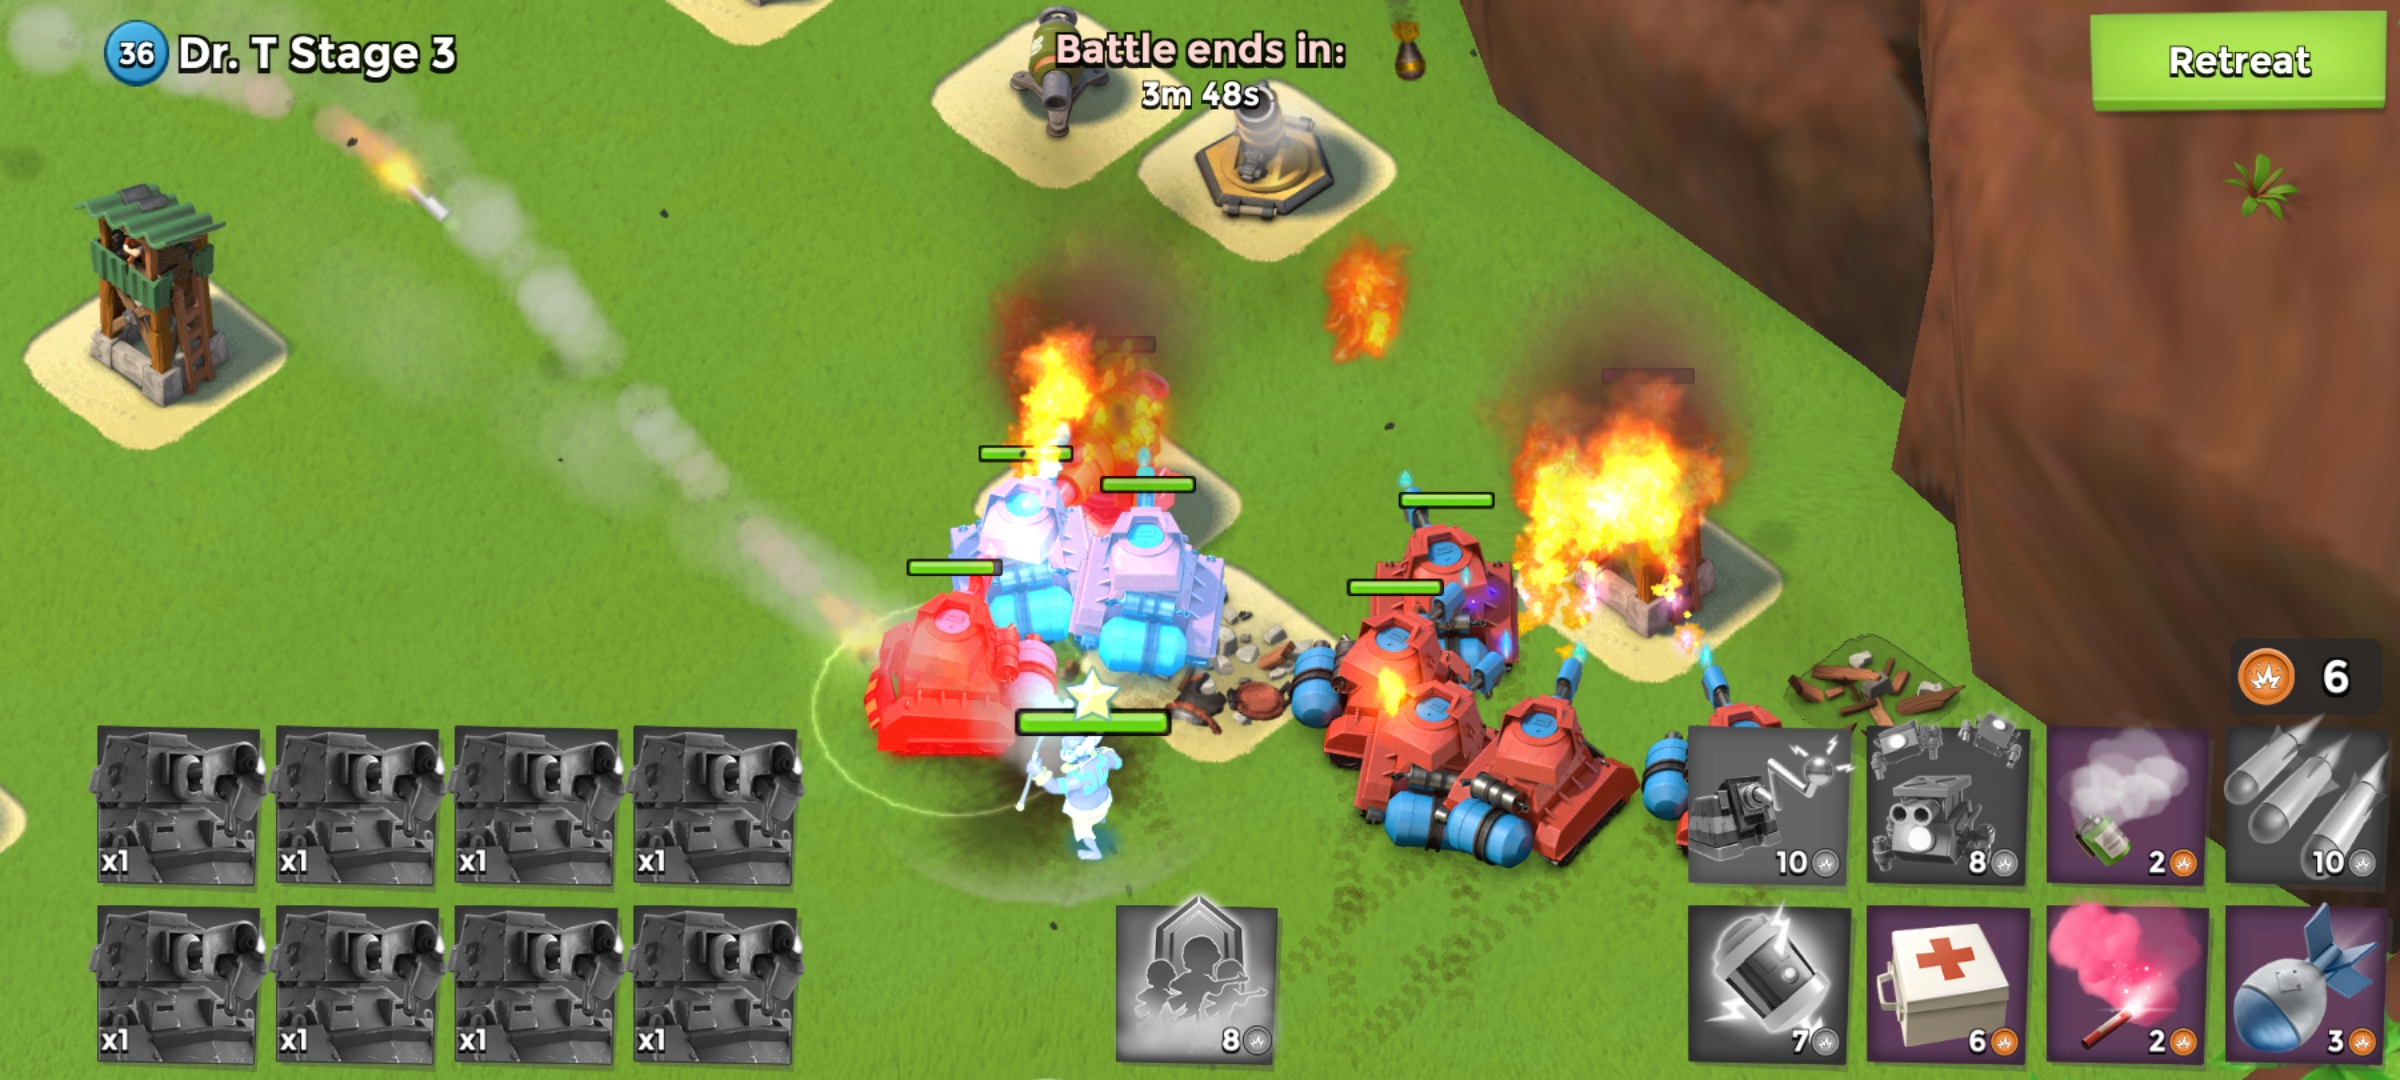 36 Dr. T Stage 3
Battle ends in:
3m 48s
Retreat
6
x1 x1 x1 x1
10 8 2 10
x1 x1 x1 x1
8
7 6 2 3